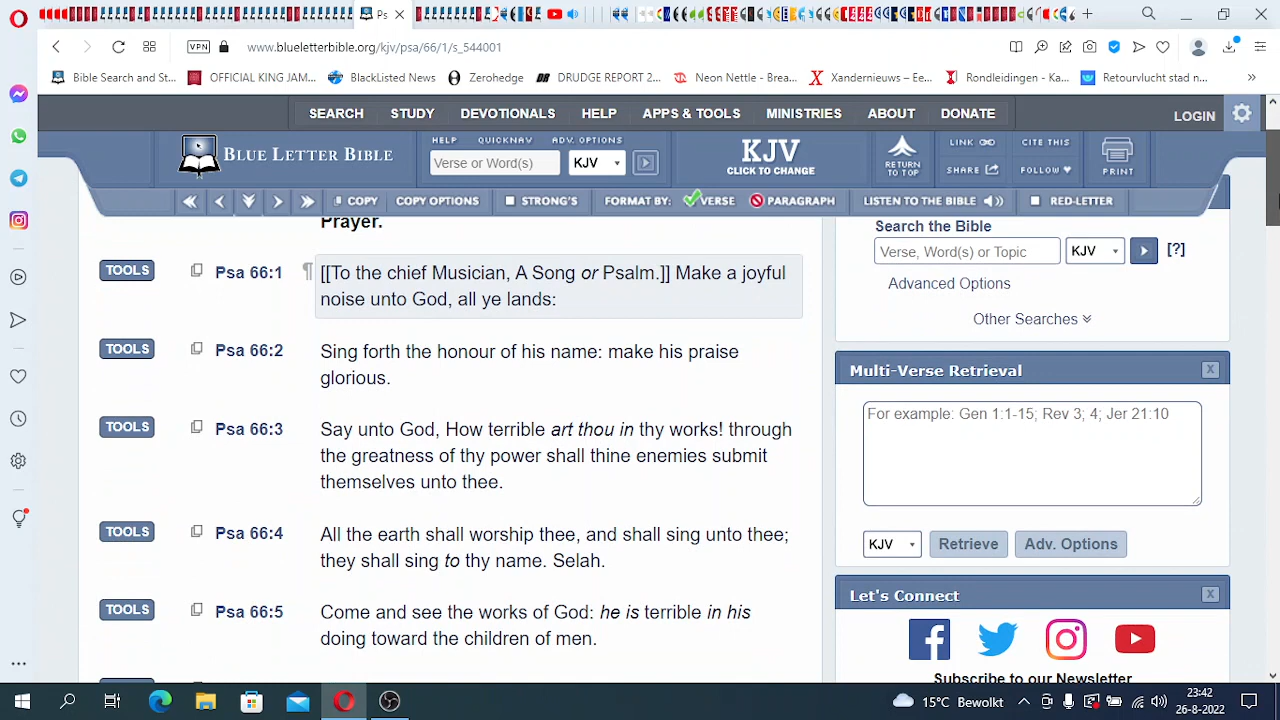 Ps
VPN
www.blueletterbible.org/kjv/psa/66/1/s_544001
Bible Search and St...
OFFICIAL KING JAM...
BlackListed News
Zerohedge
DRUDGE REPORT 2...
Neon Nettle - Brea...
Xandernieuws – Ee...
Rondleidingen - Ka...
Retourvlucht stad n...
»
SEARCH
STUDY
DEVOTIONALS
HELP
APPS & TOOLS
MINISTRIES
ABOUT
DONATE
LOGIN
BLUE LETTER BIBLE
HELP
QUICKNAV
ADV. OPTIONS
Verse or Word(s)
KJV
KJV
CLICK TO CHANGE
RETURN
TO TOP
LINK
SHARE
CITE THIS
FOLLOW
PRINT
COPY
COPY OPTIONS
STRONG'S
FORMAT BY:
VERSE
PARAGRAPH
LISTEN TO THE BIBLE
RED-LETTER
Prayer.
TOOLS
Psa 66:1
¶
[[To the chief Musician, A Song or Psalm.]] Make a joyful
noise unto God, all ye lands:
TOOLS
Psa 66:2
Sing forth the honour of his name: make his praise
glorious.
TOOLS
Psa 66:3
Say unto God, How terrible art thou in thy works! through
the greatness of thy power shall thine enemies submit
themselves unto thee.
TOOLS
Psa 66:4
All the earth shall worship thee, and shall sing unto thee;
they shall sing to thy name. Selah.
TOOLS
Psa 66:5
Come and see the works of God: he is terrible in his
doing toward the children of men.
Search the Bible
Verse, Word(s) or Topic
KJV
[?]
Advanced Options
Other Searches
Multi-Verse Retrieval
X
For example: Gen 1:1-15; Rev 3; 4; Jer 21:10
KJV
Retrieve
Adv. Options
Let's Connect
X
Subscribe to our Newsletter
15°C Bewolkt
23:42
26-8-2022